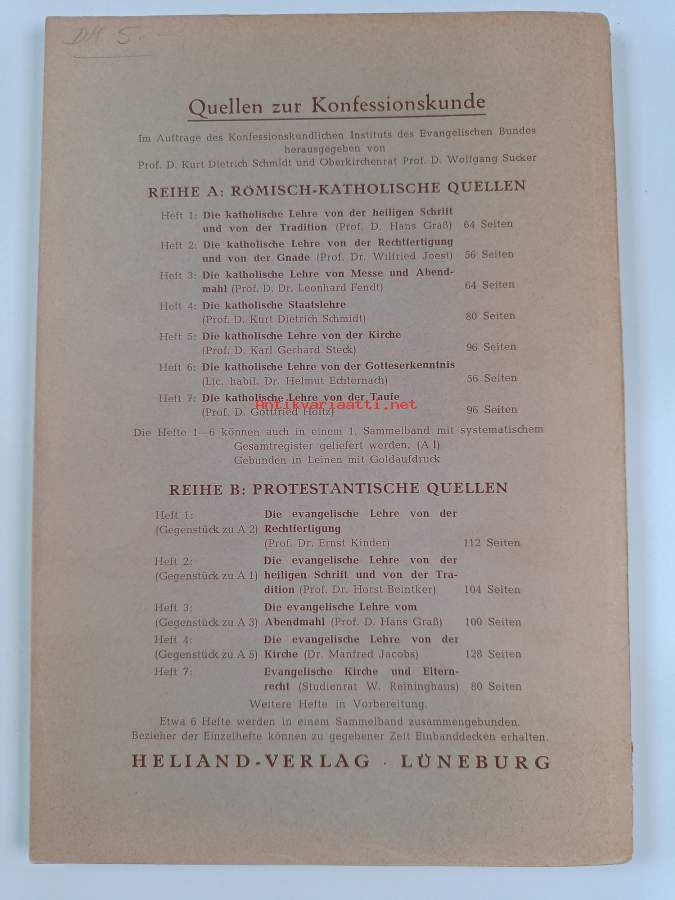 DM 5.-
Quellen zur Konfessionskunde
Im Auftrage des Konfessionskundlichen Instituts des Evangelischen Bundes
herausgegeben von
Prof. D. Kurt Dietrich Schmidt und Oberkirchenrat Prof. D. Wolfgang Sucker
REIHE A: RÖMISCH-KATHOLISCHE QUELLEN
Heft 1: Die katholische Lehre von der heiligen Schrift
und von der Tradition (Prof. D. Hans Graß) 64 Seiten
Heft 2: Die katholische Lehre von der Rechtfertigung
und von der Gnade (Prof. Dr. Wilfried Joest) 56 Seiten
Heft 3: Die katholische Lehre von Messe und Abend-
mahl (Prof. D. Dr. Leonhard Fendt) 64 Seiten
Heft 4: Die katholische Staatslehre
(Prof. D. Kurt Dietrich Schmidt) 80 Seiten
Heft 5: Die katholische Lehre von der Kirche
(Prof. D. Karl Gerhard Steck) 96 Seiten
Heft 6: Die katholische Lehre von der Gotteserkenntnis
(Lic. habil. Dr. Helmut Echternach) 56 Seiten
Heft 7: Die katholische Lehre von der Taufe
Antikvariaatti.net
(Prof. D. Gottfried Holtz) 96 Seiten
Die Hefte 1—6 können auch in einem 1. Sammelband mit systematischem
Gesamtregister geliefert werden. (A I)
Gebunden in Leinen mit Goldaufdruck
REIHE B: PROTESTANTISCHE QUELLEN
Heft 1: Die evangelische Lehre von der
(Gegenstück zu A 2) Rechtfertigung
(Prof. Dr. Ernst Kinder) 112 Seiten
Heft 2: Die evangelische Lehre von der
(Gegenstück zu A 1) heiligen Schrift und von der Tra-
dition (Prof. Dr. Horst Beintker) 104 Seiten
Heft 3: Die evangelische Lehre vom
(Gegenstück zu A 3) Abendmahl (Prof. D. Hans Graß) 100 Seiten
Heft 4: Die evangelische Lehre von der
(Gegenstück zu A 5) Kirche (Dr. Manfred Jacobs) 128 Seiten
Heft 7: Evangelische Kirche und Eltern-
recht (Studienrat W. Reininghaus) 80 Seiten
Weitere Hefte in Vorbereitung.
Etwa 6 Hefte werden in einem Sammelband zusammengebunden.
Bezieher der Einzelhefte können zu gegebener Zeit Einbanddecken erhalten.
HELIAND-VERLAG · LÜNEBURG